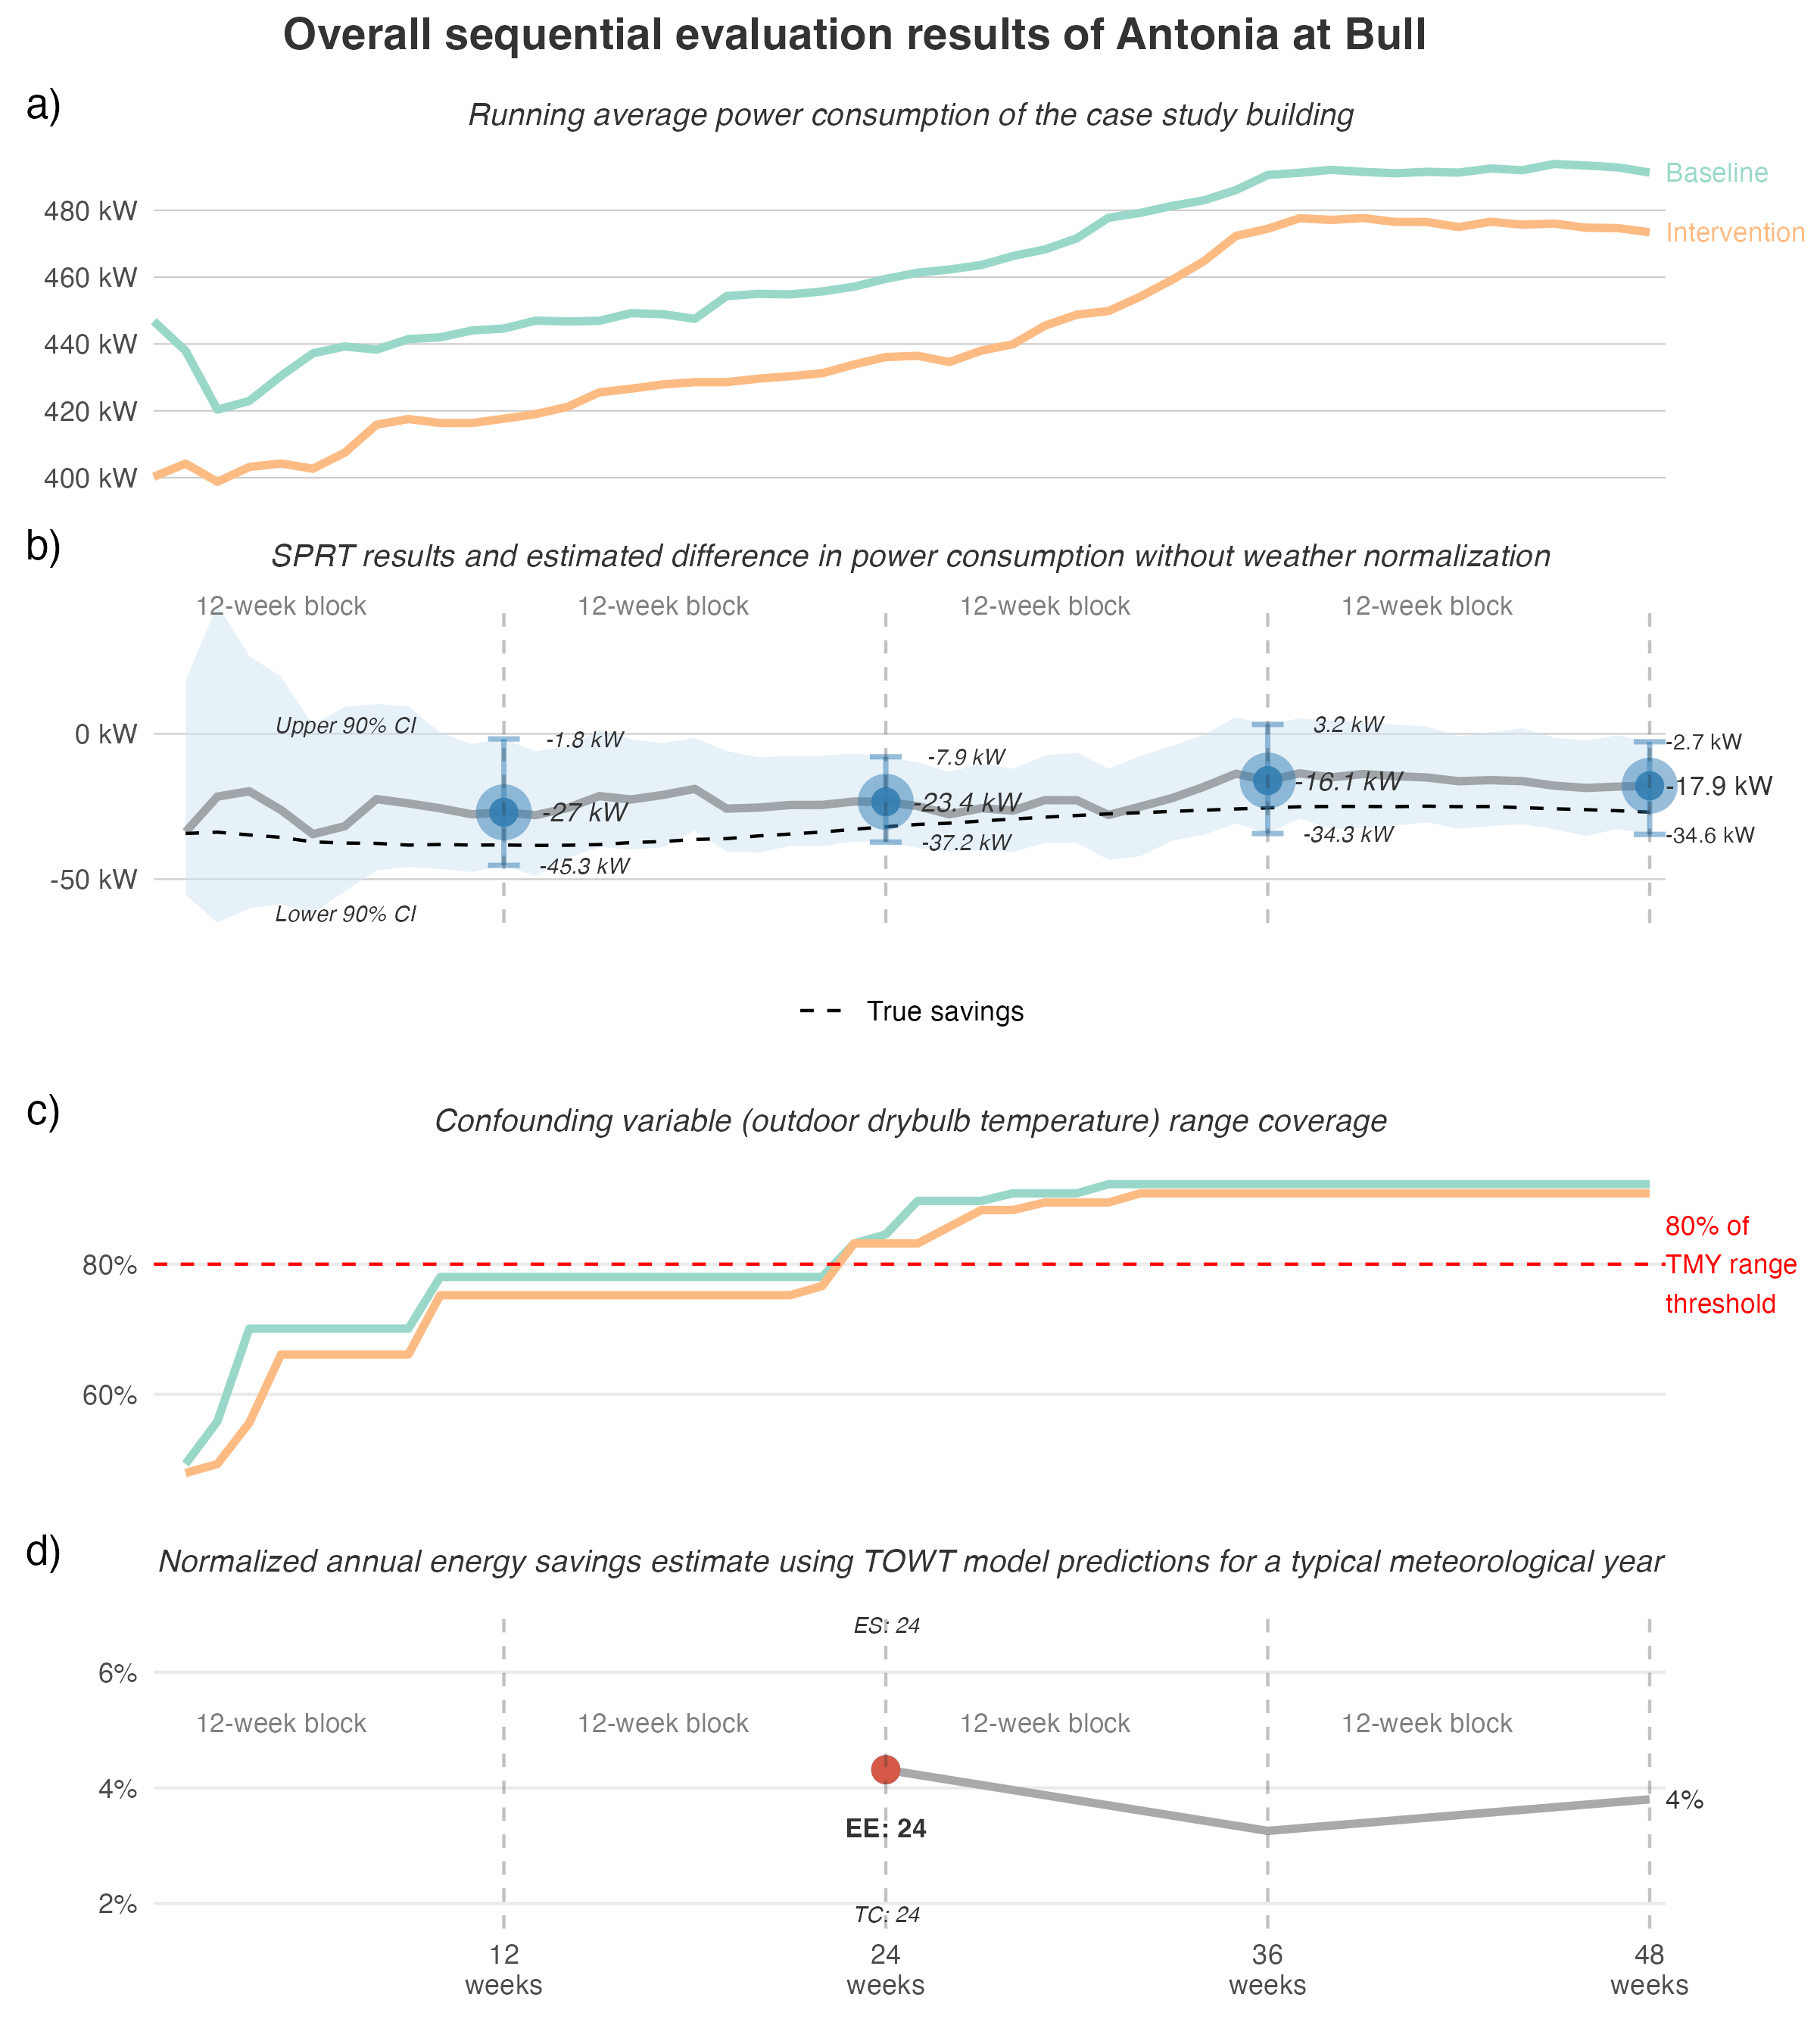 Overall sequential evaluation results of Antonia at Bull
a)
Running average power consumption of the case study building
480 kW
460 kW
440 kW
420 kW
400 kW
Baseline
Intervention
b)
SPRT results and estimated difference in power consumption without weather normalization
12-week block
12-week block
12-week block
12-week block
0 kW
-50 kW
Upper 90% CI
Lower 90% CI
-1.8 kW
-27 kW
-45.3 kW
-7.9 kW
-23.4 kW
-37.2 kW
3.2 kW
-16.1 kW
-34.3 kW
-2.7 kW
-17.9 kW
-34.6 kW
True savings
c)
Confounding variable (outdoor drybulb temperature) range coverage
80%
60%
80% of
TMY range
threshold
d)
Normalized annual energy savings estimate using TOWT model predictions for a typical meteorological year
ES: 24
6%
12-week block
12-week block
12-week block
12-week block
4%
4%
EE: 24
2%
TC: 24
12
weeks
24
weeks
36
weeks
48
weeks